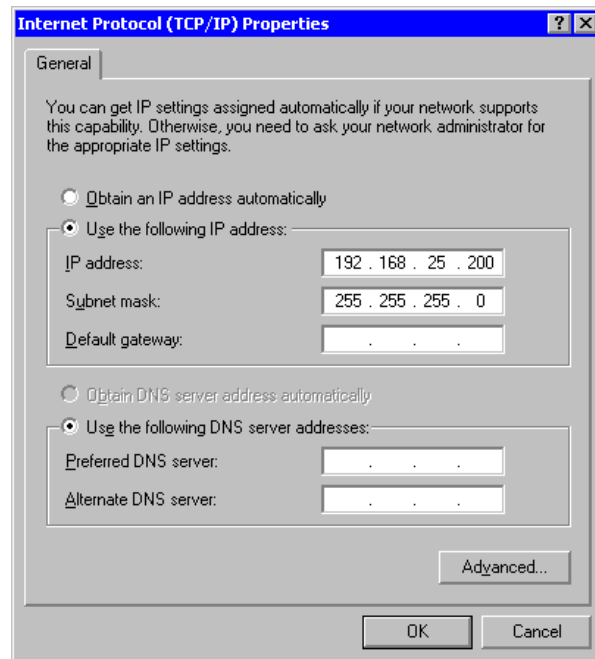 Internet Protocol (TCP/IP) Properties
General
You can get IP settings assigned automatically if your network supports
this capability. Otherwise, you need to ask your network administrator for
the appropriate IP settings.
Obtain an IP address automatically
Use the following IP address:
IP address: 192 . 168 . 25 . 200
Subnet mask: 255 . 255 . 255 . 0
Default gateway: . . .
Obtain DNS server address automatically
Use the following DNS server addresses:
Preferred DNS server: . . .
Alternate DNS server: . . .
Advanced...
OK Cancel